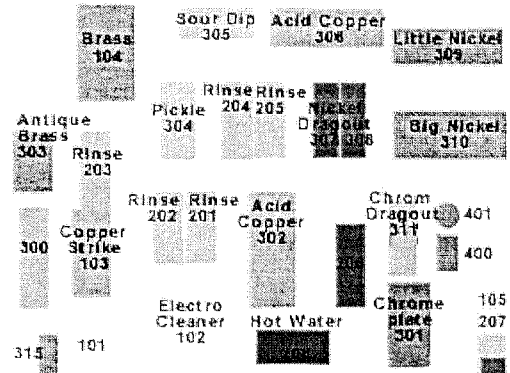 Sour Dip
305
Acid Copper
306
Brass
104
Little Nickel
309
Pickle
304
Rinse
204
Rinse
205
Nickel
Dragout
307 308
Big Nickel
310
Antique
Brass
303
Rinse
203
Rinse
202
Rinse
201
Acid
Copper
302
Chrom
Dragout
311
401
300
Copper
Strike
103
400
Electro
Cleaner
102
Hot Water
Chrome
plate
301
105
207
315
101